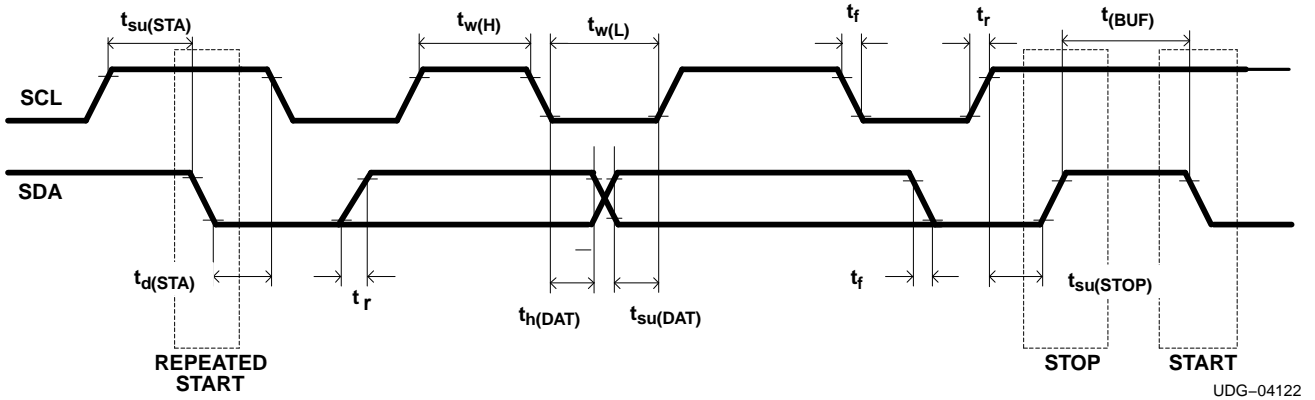 tsu(STA)
tw(H)
tw(L)
tf
tr
t(BUF)
SCL
SDA
td(STA)
tr
th(DAT)
tsu(DAT)
tf
tsu(STOP)
REPEATED
START
STOP
START
UDG–04122